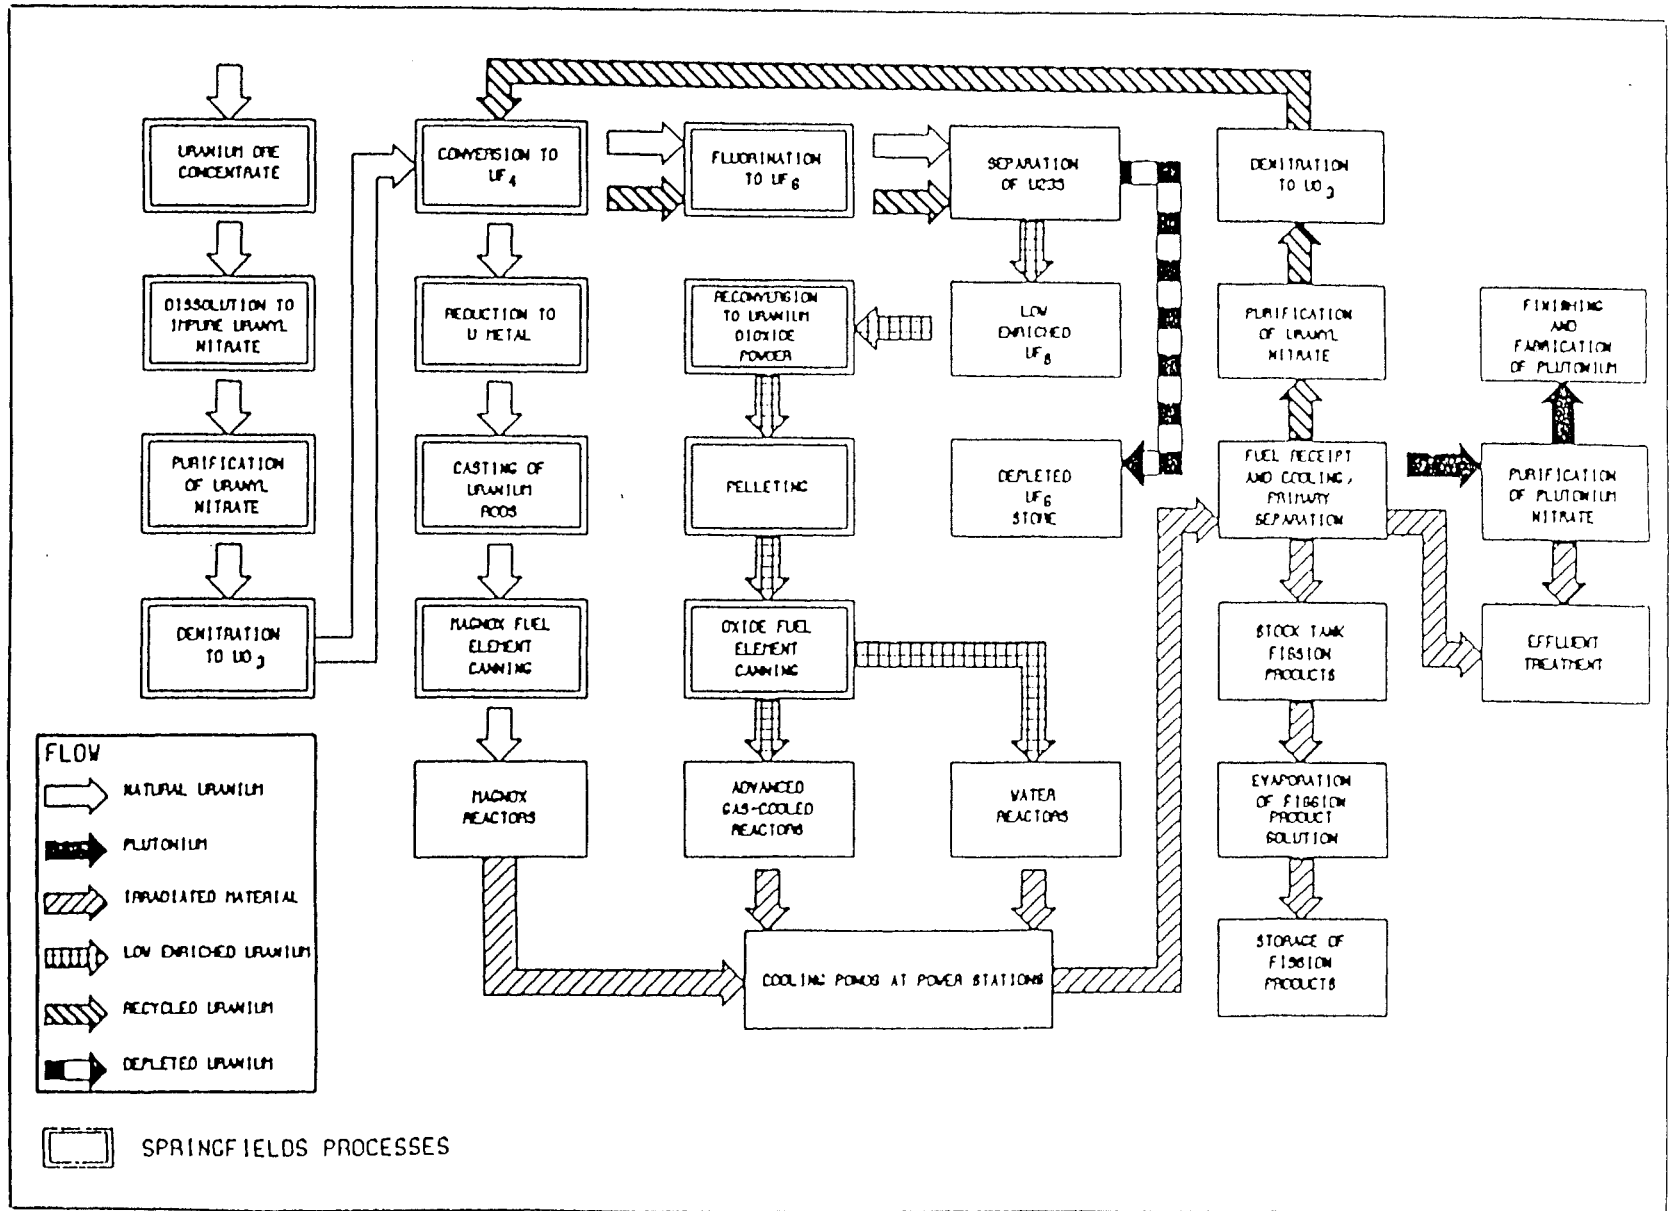 URANIUM ORE
CONCENTRATE
DISSOLUTION TO
IMPURE URANYL
NITRATE
PURIFICATION
OF URANYL
NITRATE
DENITRATION
TO UO3
CONVERSION TO
UF4
REDUCTION TO
U METAL
CASTING OF
URANIUM
RODS
MAGNOX FUEL
ELEMENT
CANNING
MAGNOX
REACTORS
FLUORINATION
TO UF6
RECONVERSION
TO URANIUM
DIOXIDE
POWDER
PELLETING
OXIDE FUEL
ELEMENT
CANNING
ADVANCED
GAS-COOLED
REACTORS
SEPARATION
OF U235
LOW
ENRICHED
UF6
DEPLETED
UF6
STORE
WATER
REACTORS
COOLING PONDS AT POWER STATIONS
DENITRATION
TO UO3
PURIFICATION
OF URANYL
NITRATE
FUEL RECEIPT
AND COOLING,
PRIMARY
SEPARATION
STOCK TANK
FISSION
PRODUCTS
EVAPORATION
OF FISSION
PRODUCT
SOLUTION
STORAGE OF
FISSION
PRODUCTS
FINISHING
AND
FABRICATION
OF PLUTONIUM
PURIFICATION
OF PLUTONIUM
NITRATE
EFFLUENT
TREATMENT
FLOW
NATURAL URANIUM
PLUTONIUM
IRRADIATED MATERIAL
LOW ENRICHED URANIUM
RECYCLED URANIUM
DEPLETED URANIUM
SPRINGFIELDS PROCESSES